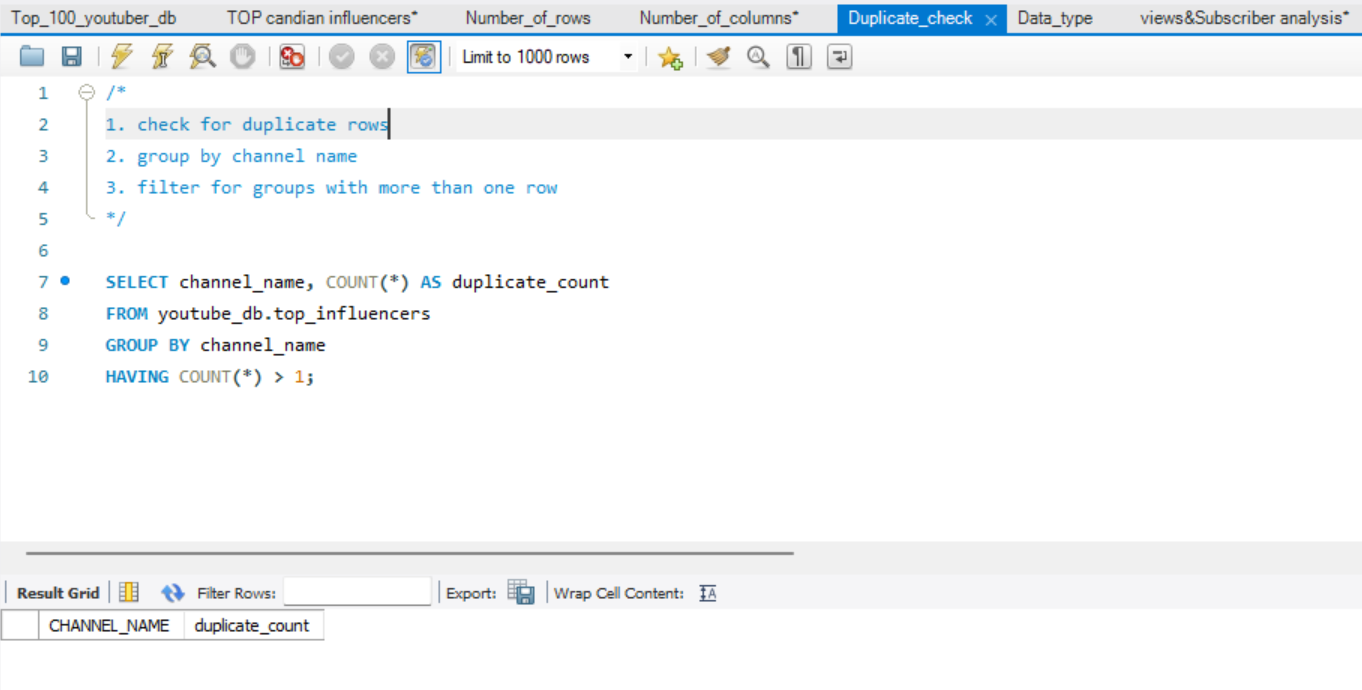 Top_100_youtuber_db TOP candian influencers* Number_of_rows Number_of_columns* Duplicate_check Data_type views&Subscriber analysis*
Limit to 1000 rows
1 /*
2 1. check for duplicate rows
3 2. group by channel name
4 3. filter for groups with more than one row
5 */
6
7 SELECT channel_name, COUNT(*) AS duplicate_count
8 FROM youtube_db.top_influencers
9 GROUP BY channel_name
10 HAVING COUNT(*) > 1;
Result Grid Filter Rows: Export: Wrap Cell Content: IA
CHANNEL_NAME duplicate_count